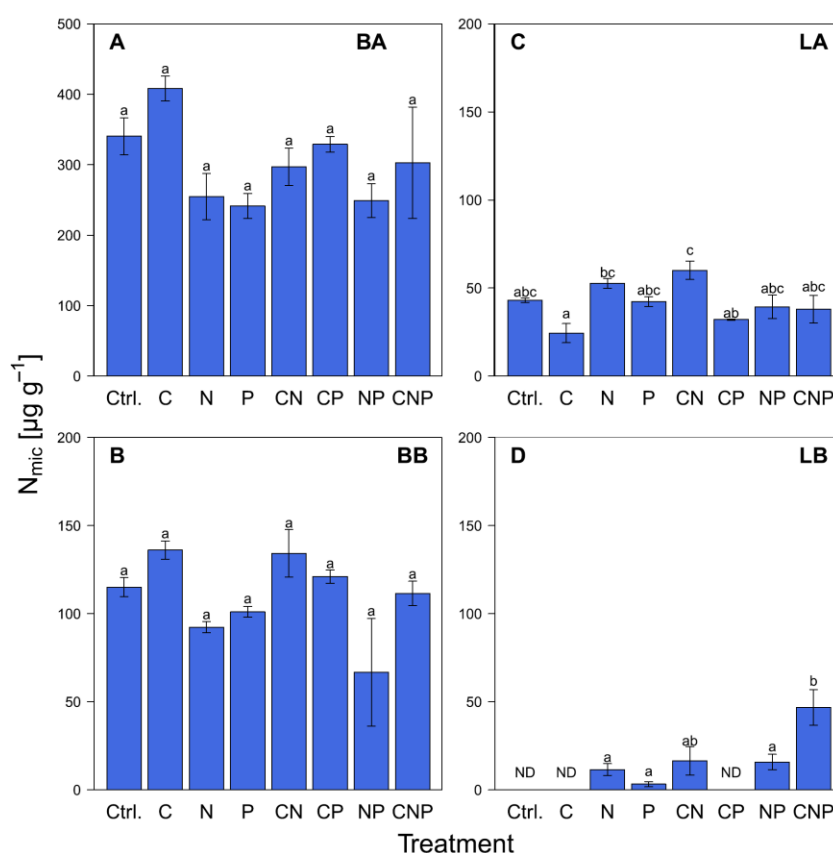 A BA
500
400
300
200
100
0
a a a a a a a a
Ctrl. C N P CN CP NP CNP
C LA
200
150
100
50
0
abc a bc abc c ab abc abc
Ctrl. C N P CN CP NP CNP
B BB
200
150
100
50
0
a a a a a a a a
Ctrl. C N P CN CP NP CNP
D LB
200
150
100
50
0
ND ND a a ab ND a b
Ctrl. C N P CN CP NP CNP
Nmic [µg g⁻¹]
Treatment